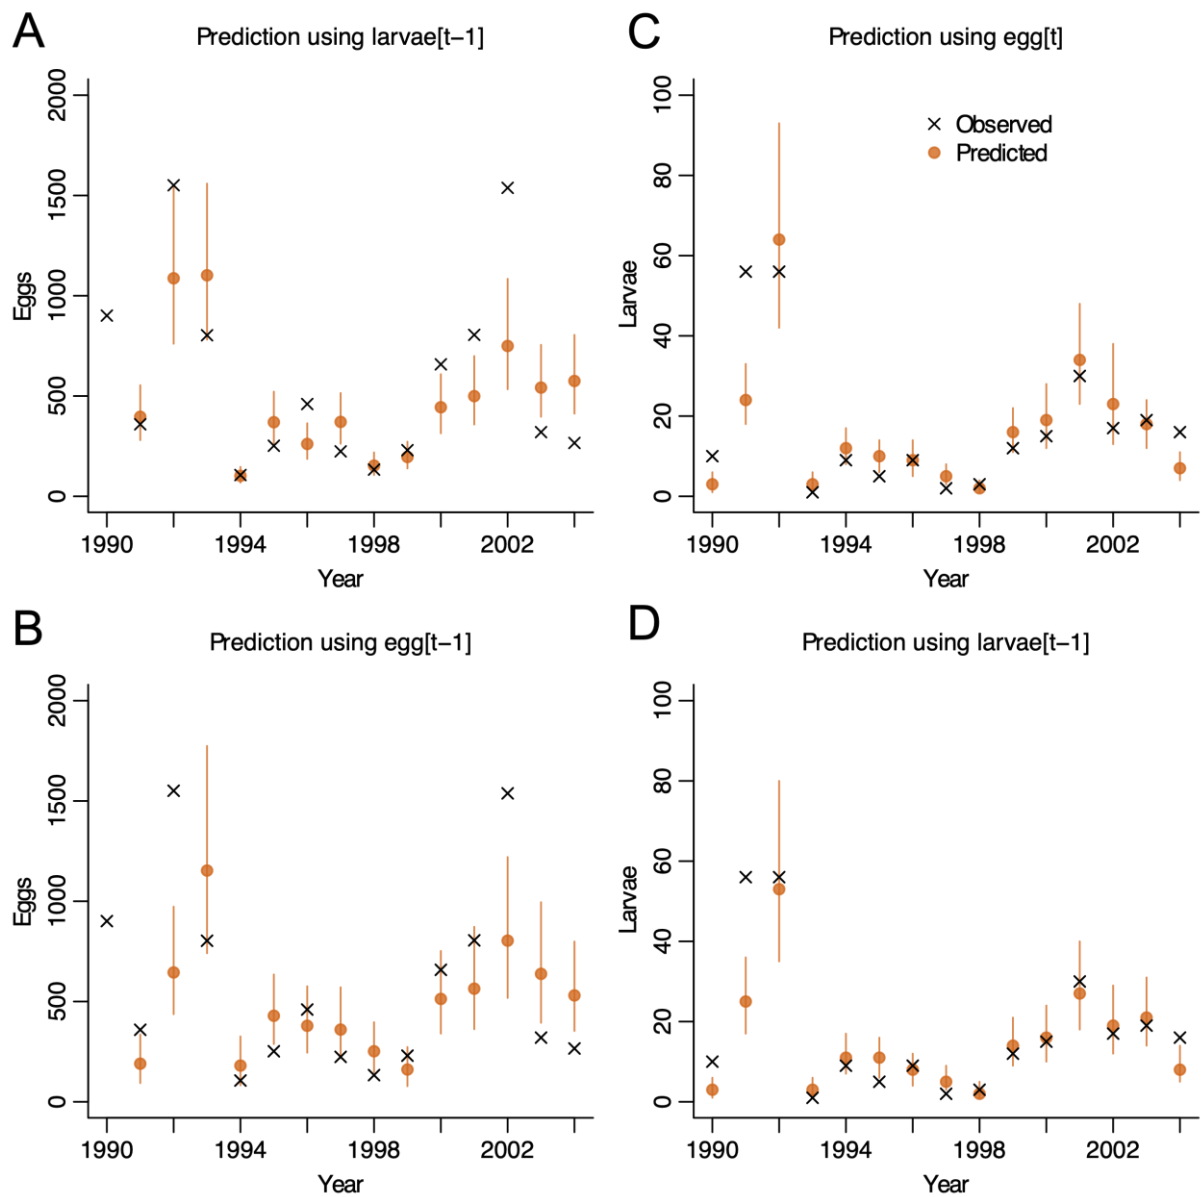 A
Prediction using larvae[t−1]
Eggs
2000
1500
1000
500
0
1990
1994
1998
2002
Year
C
Prediction using egg[t]
Observed
Predicted
Larvae
100
80
60
40
20
0
1990
1994
1998
2002
Year
B
Prediction using egg[t−1]
Eggs
2000
1500
1000
500
0
1990
1994
1998
2002
Year
D
Prediction using larvae[t−1]
Larvae
100
80
60
40
20
0
1990
1994
1998
2002
Year